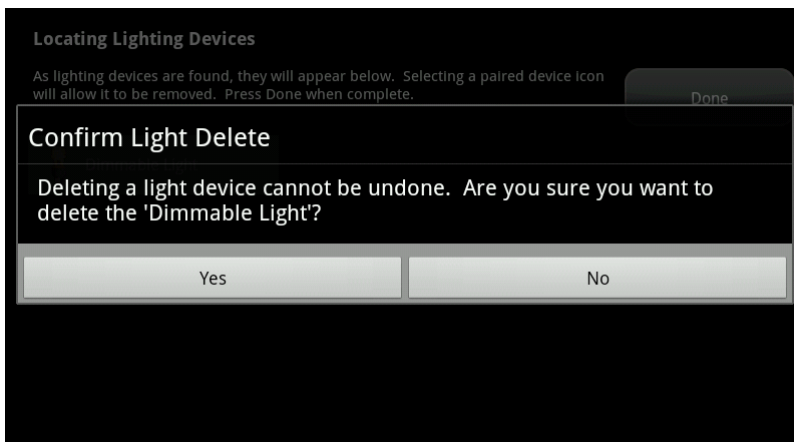 Locating Lighting Devices
As lighting devices are found, they will appear below.  Selecting a paired device icon
will allow it to be removed.  Press Done when complete.
Done
Confirm Light Delete
Dimmable Light
Deleting a light device cannot be undone.  Are you sure you want to
delete the 'Dimmable Light'?
Yes
No